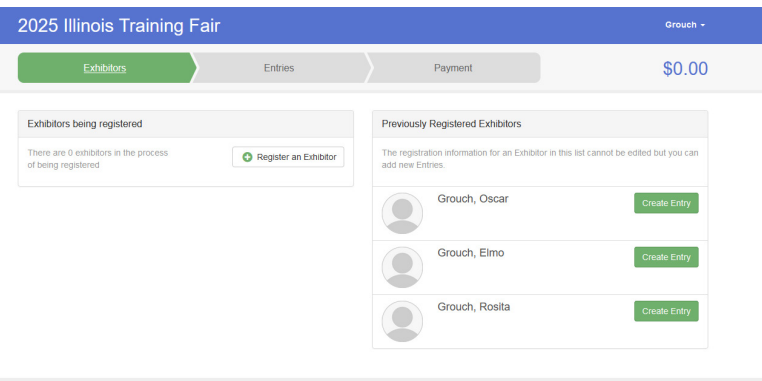 2025 Illinois Training Fair
Grouch
Exhibitors
Entries
Payment
$0.00
Exhibitors being registered
There are 0 exhibitors in the process
of being registered
Register an Exhibitor
Previously Registered Exhibitors
The registration information for an Exhibitor in this list cannot be edited but you can
add new Entries.
Grouch, Oscar
Create Entry
Grouch, Elmo
Create Entry
Grouch, Rosita
Create Entry